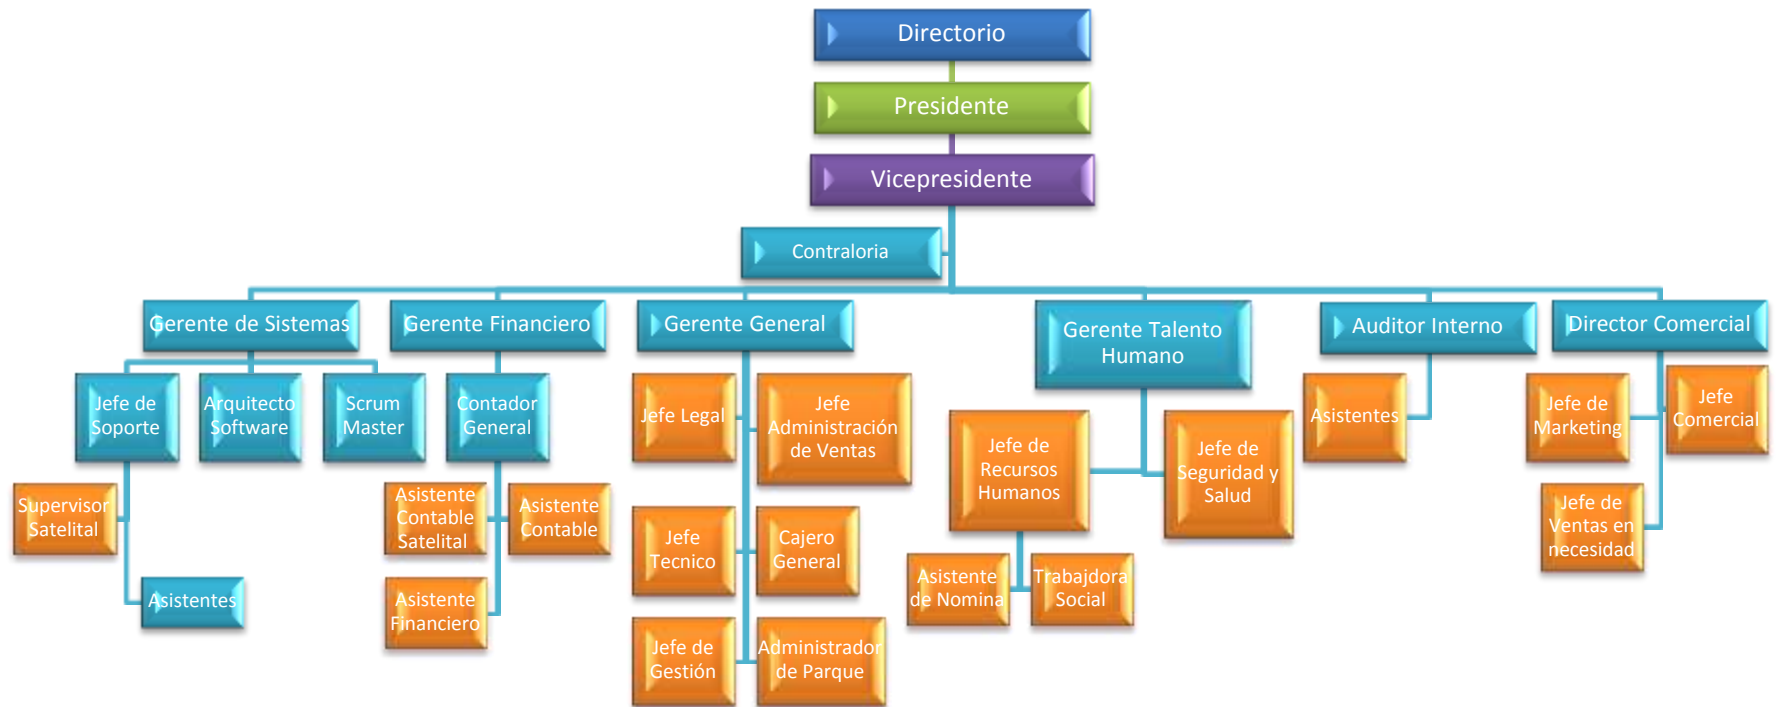 Directorio
Presidente
Vicepresidente
Contraloria
Gerente de Sistemas
Gerente Financiero
Gerente General
Gerente Talento
Humano
Auditor Interno
Director Comercial
Jefe de
Soporte
Arquitecto
Software
Scrum
Master
Contador
General
Jefe Legal
Jefe
Administración
de Ventas
Jefe de
Recursos
Humanos
Jefe de
Seguridad y
Salud
Asistentes
Jefe de
Marketing
Jefe
Comercial
Supervisor
Satelital
Asistente
Contable
Satelital
Asistente
Contable
Jefe
Tecnico
Cajero
General
Jefe de
Ventas en
necesidad
Asistentes
Asistente
Financiero
Asistente
de Nomina
Trabajdora
Social
Jefe de
Gestión
Administrador
de Parque